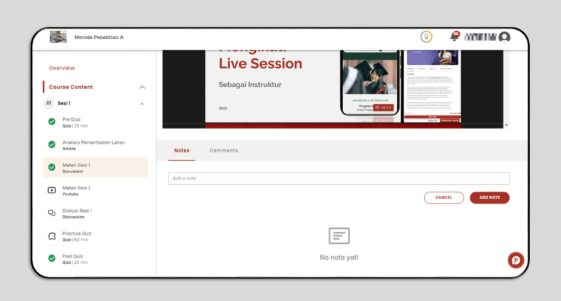 Metode Penelitian A
Overview
Course Content
01 Sesi 1
Pre Quiz
Quiz | 25 min
Analisis Pemanfaatan Lahan
Article
Materi Sesi 1
Document
Materi Sesi 1
Youtube
Diskusi Sesi 1
Discussion
Practice Quiz
Quiz | 60 min
Post Quiz
Quiz | 25 min
Live Session
Sebagai Instruktur
2023
Notes
Comments
Add a note
CANCEL
ADD NOTE
No note yet!